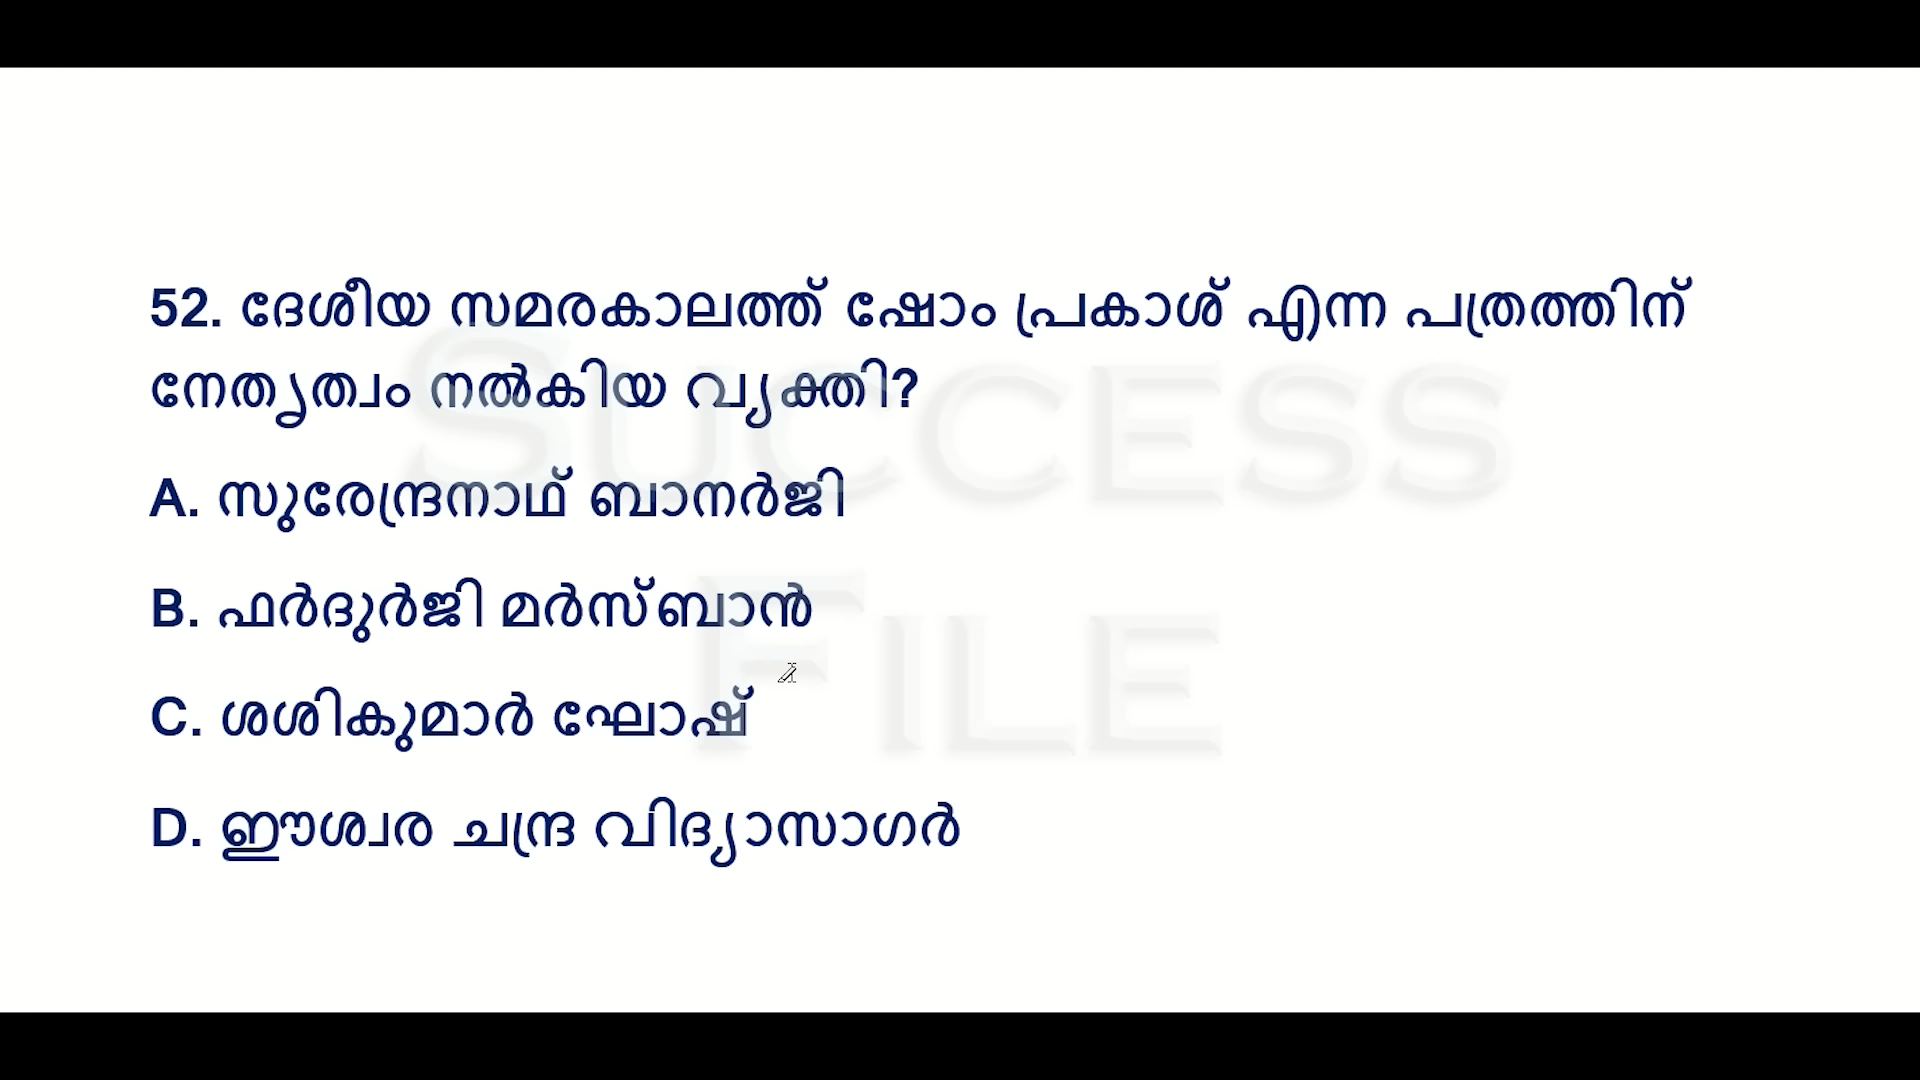 52. ദേശീയ സമരകാലത്ത് ഷോം പ്രകാശ് എന്ന പത്രത്തിന്
നേതൃത്വം നൽകിയ വ്യക്തി?
A. സുരേന്ദ്രനാഥ് ബാനർജി
B. ഫർദുർജി മർസ്ബാൻ
C. ശശികുമാർ ഘോഷ്
D. ഈശ്വര ചന്ദ്ര വിദ്യാസാഗർ
SUCCESS
FILE